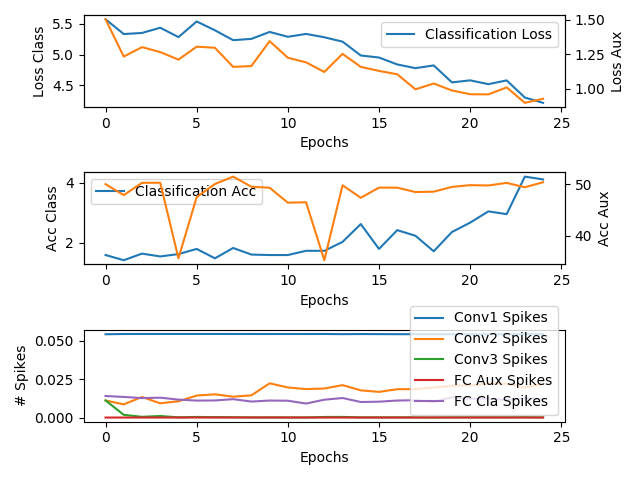 5.5
5.0
4.5
Loss Class
Classification Loss
1.50
1.25
1.00
Loss Aux
0 5 10 15 20 25
Epochs
4
2
Acc Class
Classification Acc
50
40
Acc Aux
0 5 10 15 20 25
Epochs
0.050
0.025
0.000
# Spikes
Conv1 Spikes
Conv2 Spikes
Conv3 Spikes
FC Aux Spikes
FC Cla Spikes
0 5 10 15 20 25
Epochs